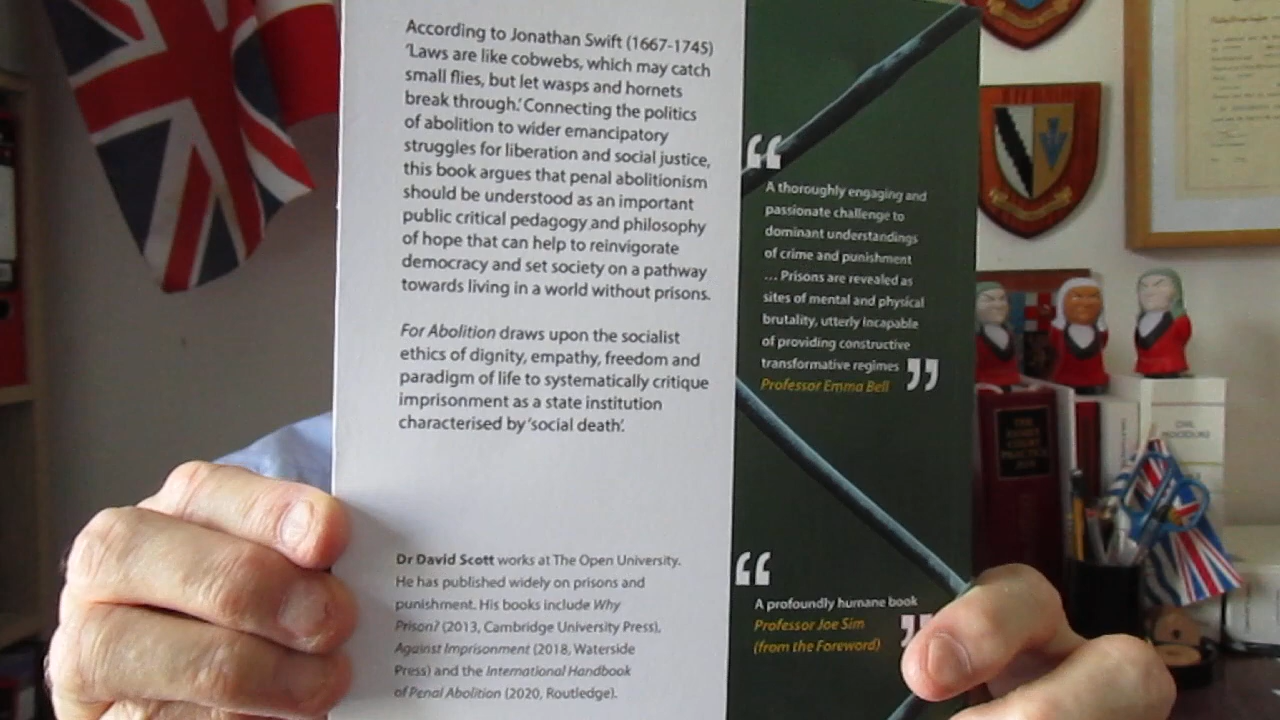 According to Jonathan Swift (1667-1745)
'Laws are like cobwebs, which may catch
small flies, but let wasps and hornets
break through.' Connecting the politics
of abolition to wider emancipatory
struggles for liberation and social justice,
this book argues that penal abolitionism
should be understood as an important
public critical pedagogy and philosophy
of hope that can help to reinvigorate
democracy and set society on a pathway
towards living in a world without prisons.
For Abolition draws upon the socialist
ethics of dignity, empathy, freedom and
paradigm of life to systematically critique
imprisonment as a state institution
characterised by 'social death'.
Dr David Scott works at The Open University.
He has published widely on prisons and
punishment. His books include Why
Prison? (2013, Cambridge University Press),
Against Imprisonment (2018, Waterside
Press) and the International Handbook
of Penal Abolition (2020, Routledge).
“
A thoroughly engaging and
passionate challenge to
dominant understandings
of crime and punishment
... Prisons are revealed as
sites of mental and physical
brutality, utterly incapable
of providing constructive
transformative regimes ”
Professor Emma Bell
“
A profoundly humane book
Professor Joe Sim ”
(from the Foreword)